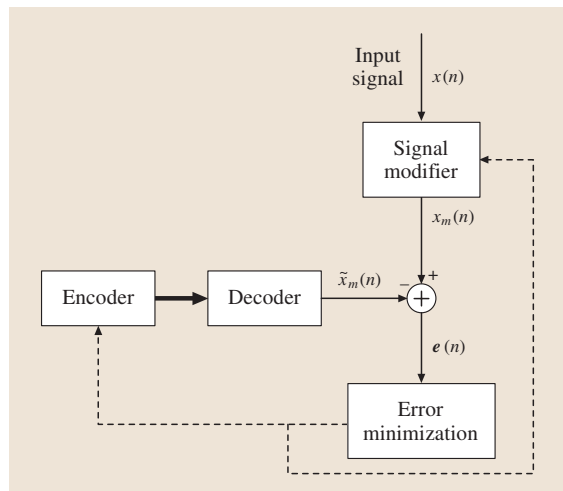 Input
signal
x(n)
Signal
modifier
x_m(n)
Encoder
Decoder
x̃_m(n)
−
+
+
e(n)
Error
minimization